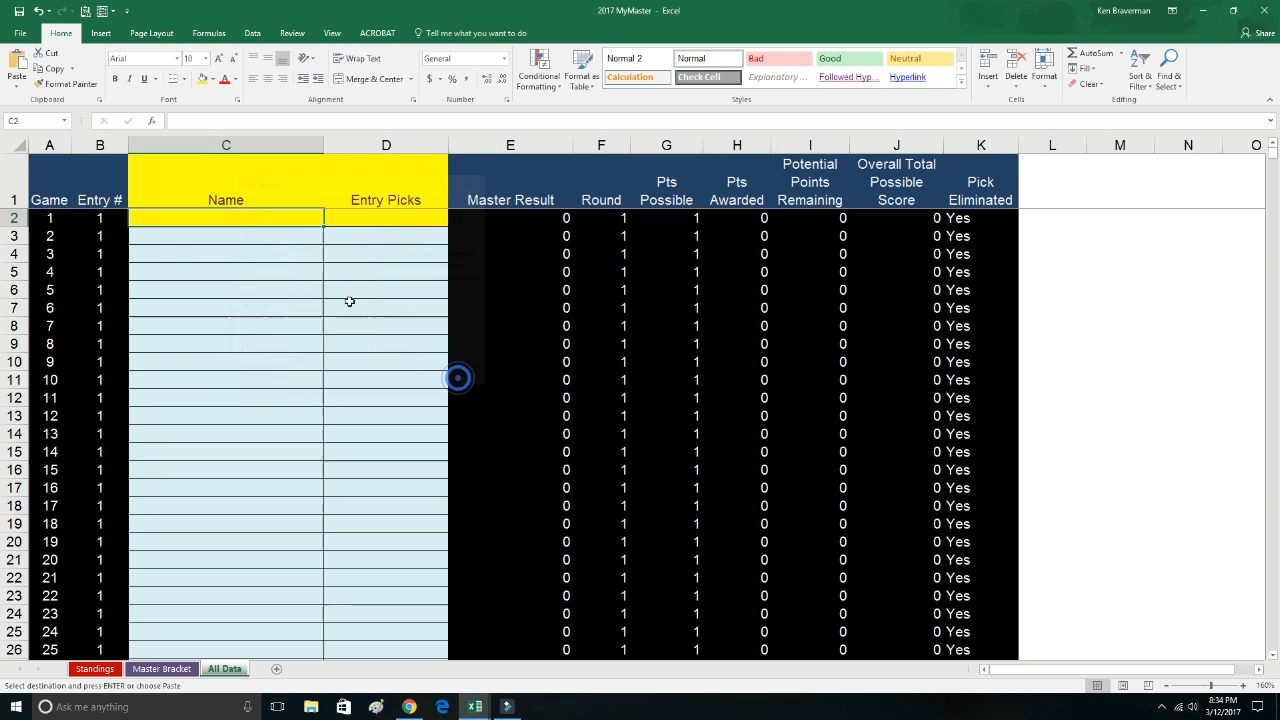 2017 MyMaster - Excel
Ken Braverman
File Home Insert Page Layout Formulas Data Review View ACROBAT Tell me what you want to do Share
Paste Cut Copy Format Painter Clipboard
Arial 10 B I U A Font
Wrap Text Merge & Center Alignment
General $ % , Number
Conditional Formatting Format as Table
Normal 2 Normal Bad Good Neutral
Calculation Check Cell Explanatory ... Followed Hyp... Hyperlink
Styles
Insert Delete Format Cells
AutoSum Fill Clear Sort & Filter Find & Select Editing
C2 fx
A B C D E F G H I J K L M N O
1 Game Entry # Name Entry Picks Master Result Round Pts Possible Pts Awarded Potential Points Remaining Overall Total Possible Score Pick Eliminated
2 1 1 0 1 1 0 0 0 Yes
3 2 1 0 1 1 0 0 0 Yes
4 3 1 0 1 1 0 0 0 Yes
5 4 1 0 1 1 0 0 0 Yes
6 5 1 0 1 1 0 0 0 Yes
7 6 1 0 1 1 0 0 0 Yes
8 7 1 0 1 1 0 0 0 Yes
9 8 1 0 1 1 0 0 0 Yes
10 9 1 0 1 1 0 0 0 Yes
11 10 1 0 1 1 0 0 0 Yes
12 11 1 0 1 1 0 0 0 Yes
13 12 1 0 1 1 0 0 0 Yes
14 13 1 0 1 1 0 0 0 Yes
15 14 1 0 1 1 0 0 0 Yes
16 15 1 0 1 1 0 0 0 Yes
17 16 1 0 1 1 0 0 0 Yes
18 17 1 0 1 1 0 0 0 Yes
19 18 1 0 1 1 0 0 0 Yes
20 19 1 0 1 1 0 0 0 Yes
21 20 1 0 1 1 0 0 0 Yes
22 21 1 0 1 1 0 0 0 Yes
23 22 1 0 1 1 0 0 0 Yes
24 23 1 0 1 1 0 0 0 Yes
25 24 1 0 1 1 0 0 0 Yes
26 25 1 0 1 1 0 0 0 Yes
Standings Master Bracket All Data
Select destination and press ENTER or choose Paste 160%
Ask me anything
8:34 PM
3/12/2017